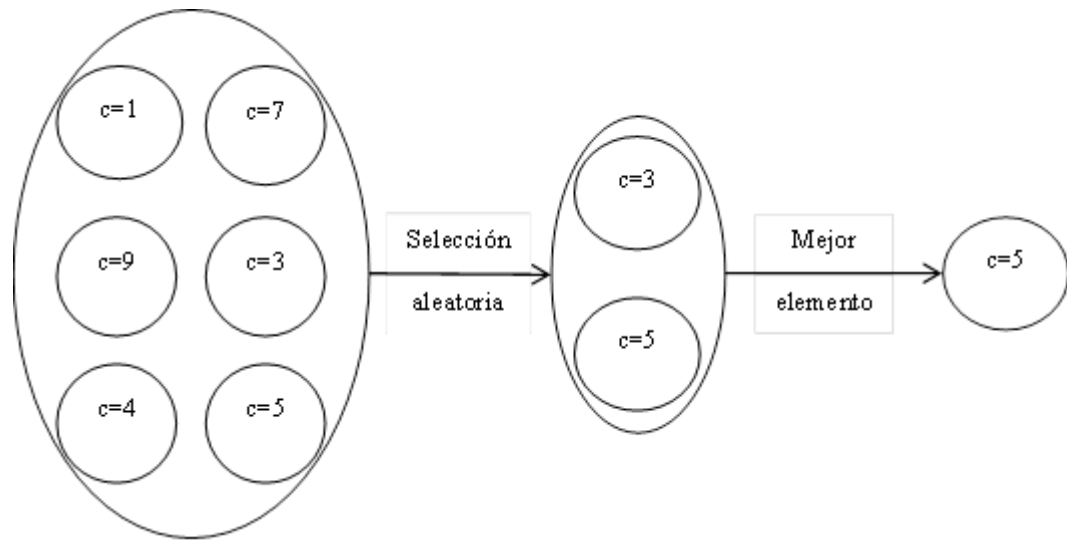 c=1
c=7
c=9
c=3
c=4
c=5
Selección
aleatoria
c=3
c=5
Mejor
elemento
c=5